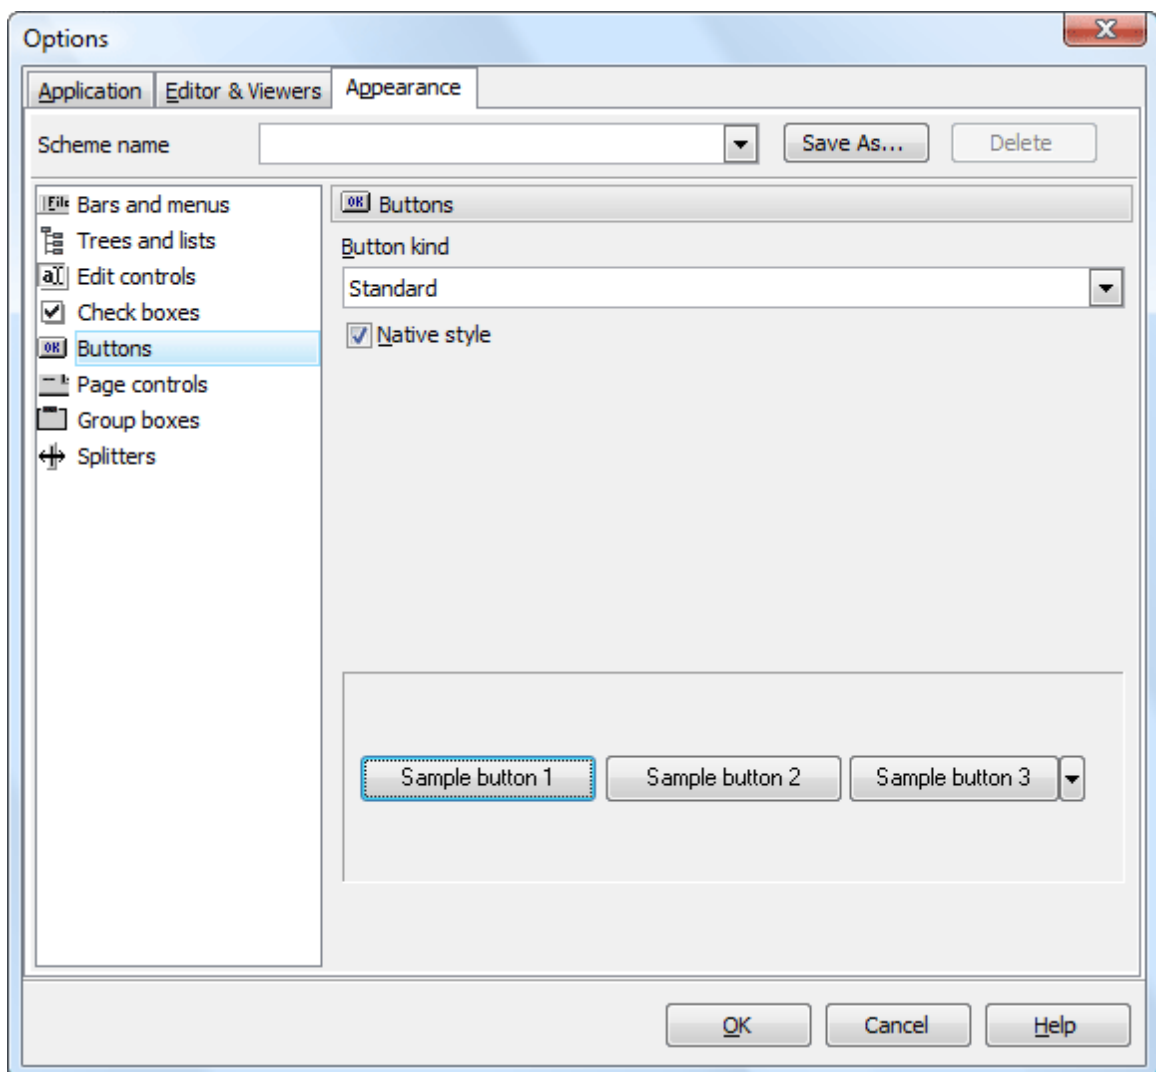 Options
Application Editor & Viewers Appearance
Scheme name Save As... Delete
Bars and menus
Trees and lists
Edit controls
Check boxes
Buttons
Page controls
Group boxes
Splitters
OK Buttons
Button kind
Standard
Native style
Sample button 1 Sample button 2 Sample button 3
OK Cancel Help